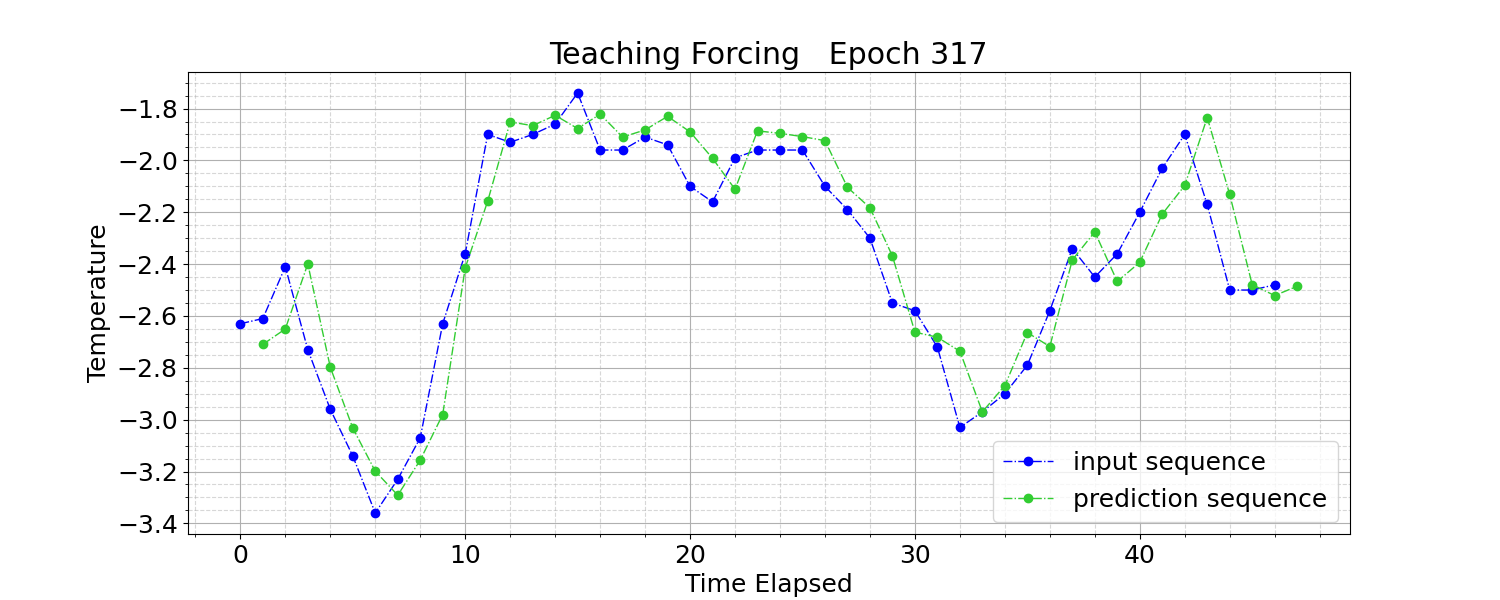 Teaching Forcing   Epoch 317
Temperature
−1.8
−2.0
−2.2
−2.4
−2.6
−2.8
−3.0
−3.2
−3.4
input sequence
prediction sequence
0 10 20 30 40
Time Elapsed